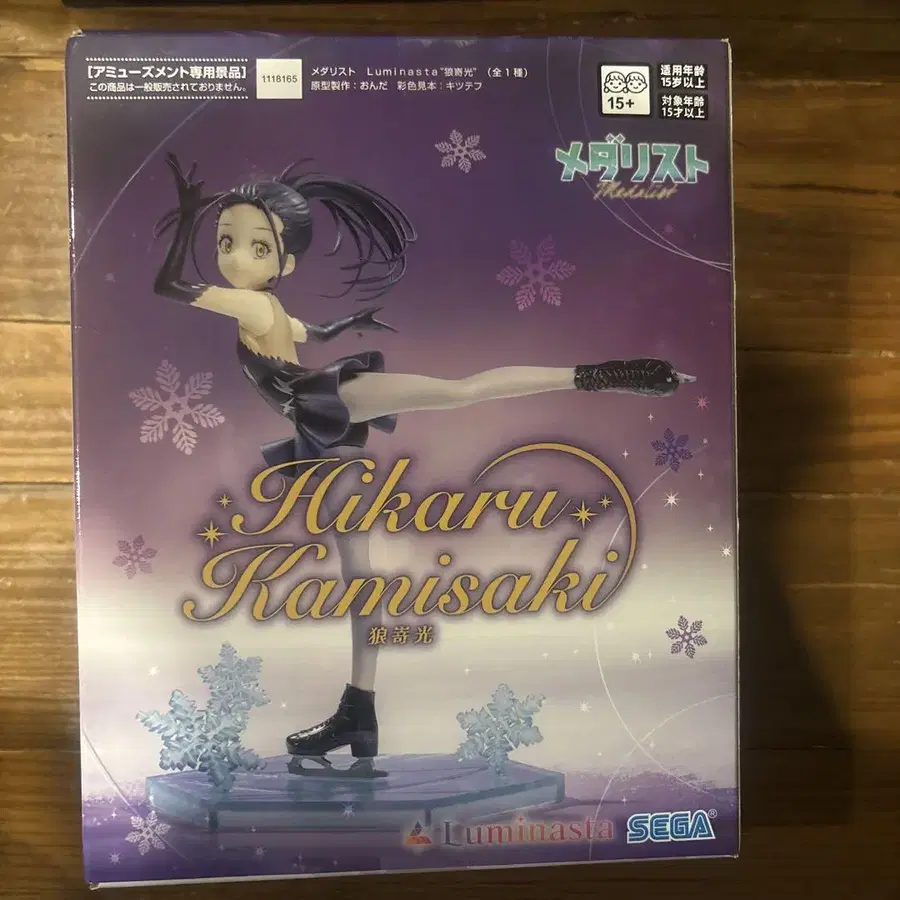 [アミューズメント専用景品]
この商品は一般販売されておりません。
1118165
メダリスト Luminasta"狼嵜光" (全1種)
原型製作:おんだ 彩色見本:キツテフ
15+
适用年龄
15岁以上
対象年齢
15才以上
メダリスト
Medalist
Hikaru
Kamisaki
狼嵜光
Luminasta
SEGA®